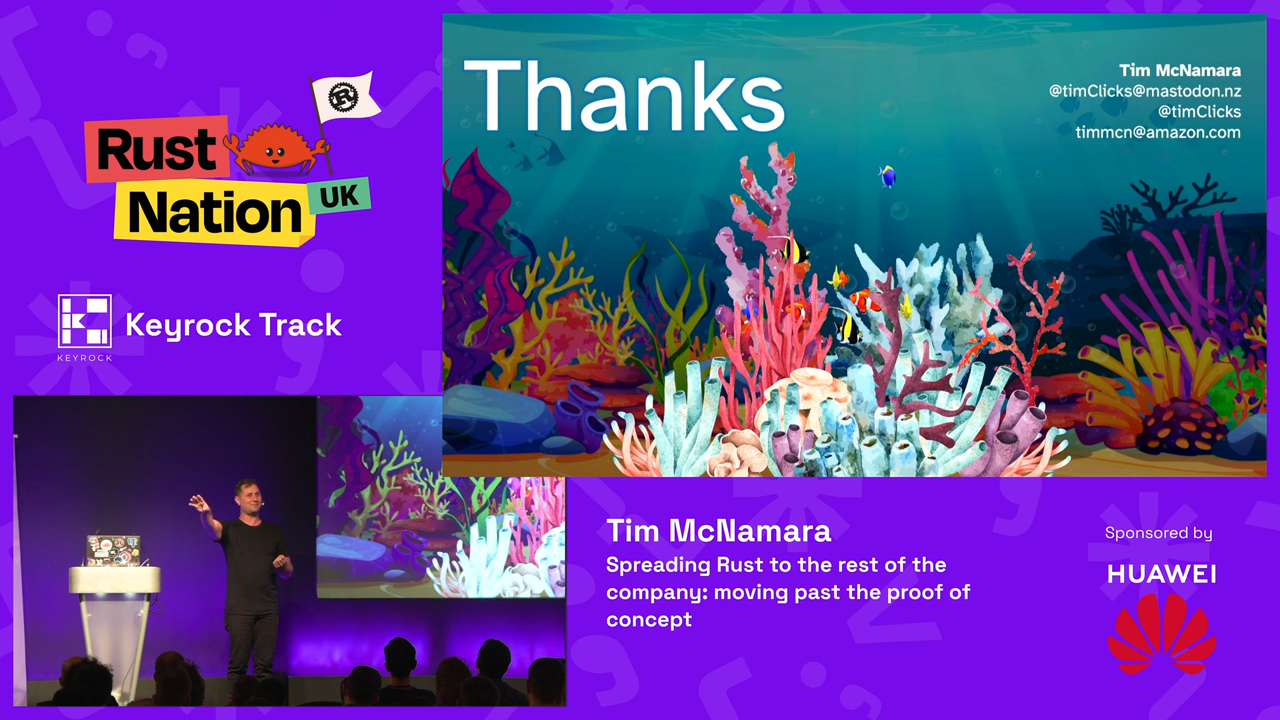 Rust
Nation
UK
R
KEYROCK
Keyrock Track
Thanks
Tim McNamara
@timClicks@mastodon.nz
@timClicks
timmcn@amazon.com
Tim McNamara
Spreading Rust to the rest of the
company: moving past the proof of
concept
Sponsored by
HUAWEI